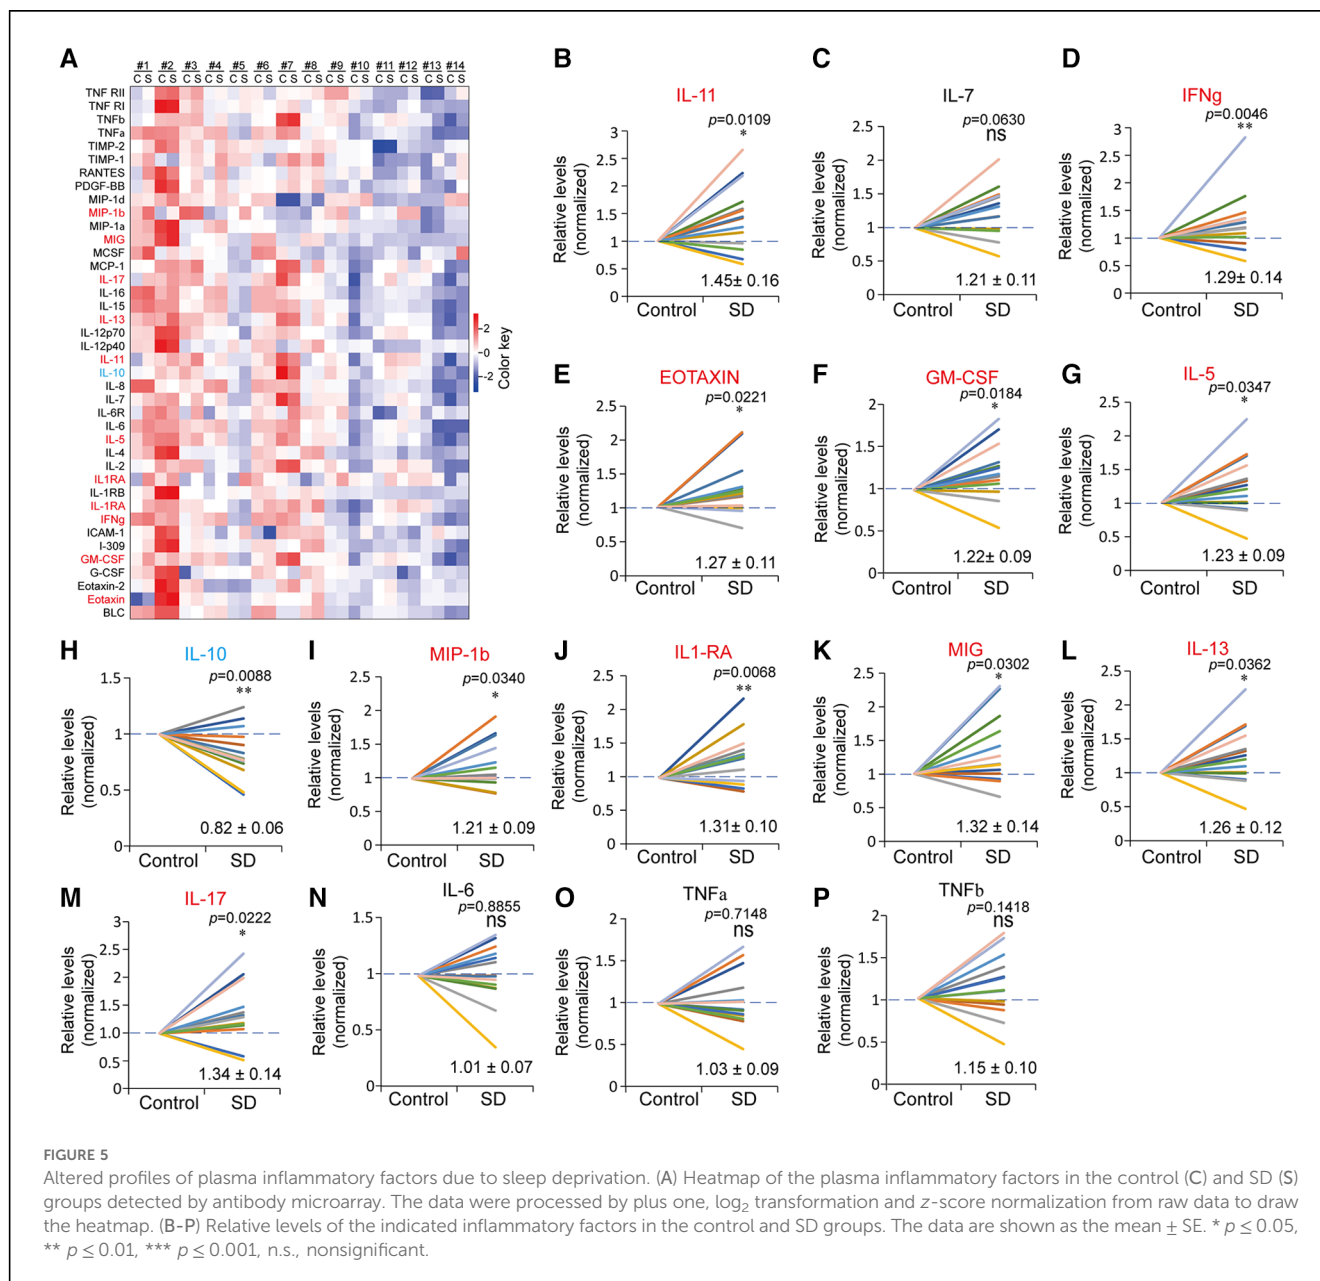 A
#1 #2 #3 #4 #5 #6 #7 #8 #9 #10 #11 #12 #13 #14
C S C S C S C S C S C S C S C S C S C S C S C S C S C S
TNF RII
TNF RI
TNFb
TNFa
TIMP-2
TIMP-1
RANTES
PDGF-BB
MIP-1d
MIP-1b
MIP-1a
MIG
MCSF
MCP-1
IL-17
IL-16
IL-15
IL-13
IL-12p70
IL-12p40
IL-11
IL-10
IL-8
IL-7
IL-6R
IL-6
IL-5
IL-4
IL-2
IL1RA
IL-1RB
IL-1RA
IFNg
ICAM-1
I-309
GM-CSF
G-CSF
Eotaxin-2
Eotaxin
BLC
2
0
-2
Color key
B
IL-11
p=0.0109
*
Relative levels
(normalized)
3
2.5
2
1.5
1
0.5
0
1.45± 0.16
Control SD
C
IL-7
p=0.0630
ns
Relative levels
(normalized)
2.5
2
1.5
1
0.5
0
1.21 ± 0.11
Control SD
D
IFNg
p=0.0046
**
Relative levels
(normalized)
3
2.5
2
1.5
1
0.5
0
1.29± 0.14
Control SD
E
EOTAXIN
p=0.0221
*
Relative levels
(normalized)
2.5
2
1.5
1
0.5
0
1.27 ± 0.11
Control SD
F
GM-CSF
p=0.0184
*
Relative levels
(normalized)
2
1.5
1
0.5
0
1.22± 0.09
Control SD
G
IL-5
p=0.0347
*
Relative levels
(normalized)
2.5
2
1.5
1
0.5
0
1.23 ± 0.09
Control SD
H
IL-10
p=0.0088
**
Relative levels
(normalized)
1.5
1
0.5
0
0.82 ± 0.06
Control SD
I
MIP-1b
p=0.0340
*
Relative levels
(normalized)
2.5
2
1.5
1
0.5
0
1.21 ± 0.09
Control SD
J
IL1-RA
p=0.0068
**
Relative levels
(normalized)
2.5
2
1.5
1
0.5
0
1.31± 0.10
Control SD
K
MIG
p=0.0302
*
Relative levels
(normalized)
2.5
2
1.5
1
0.5
0
1.32 ± 0.14
Control SD
L
IL-13
p=0.0362
*
Relative levels
(normalized)
2.5
2
1.5
1
0.5
0
1.26 ± 0.12
Control SD
M
IL-17
p=0.0222
*
Relative levels
(normalized)
3
2.5
2
1.5
1.0
0.5
0
1.34 ± 0.14
Control SD
N
IL-6
p=0.8855
ns
Relative levels
(normalized)
1.5
1
0.5
0
1.01 ± 0.07
Control SD
O
TNFa
p=0.7148
ns
Relative levels
(normalized)
2
1.5
1
0.5
0
1.03 ± 0.09
Control SD
P
TNFb
p=0.1418
ns
Relative levels
(normalized)
2
1.5
1
0.5
0
1.15 ± 0.10
Control SD
FIGURE 5
Altered profiles of plasma inflammatory factors due to sleep deprivation. (A) Heatmap of the plasma inflammatory factors in the control (C) and SD (S)
groups detected by antibody microarray. The data were processed by plus one, log2 transformation and z-score normalization from raw data to draw
the heatmap. (B-P) Relative levels of the indicated inflammatory factors in the control and SD groups. The data are shown as the mean ± SE. * p ≤ 0.05,
** p ≤ 0.01, *** p ≤ 0.001, n.s., nonsignificant.